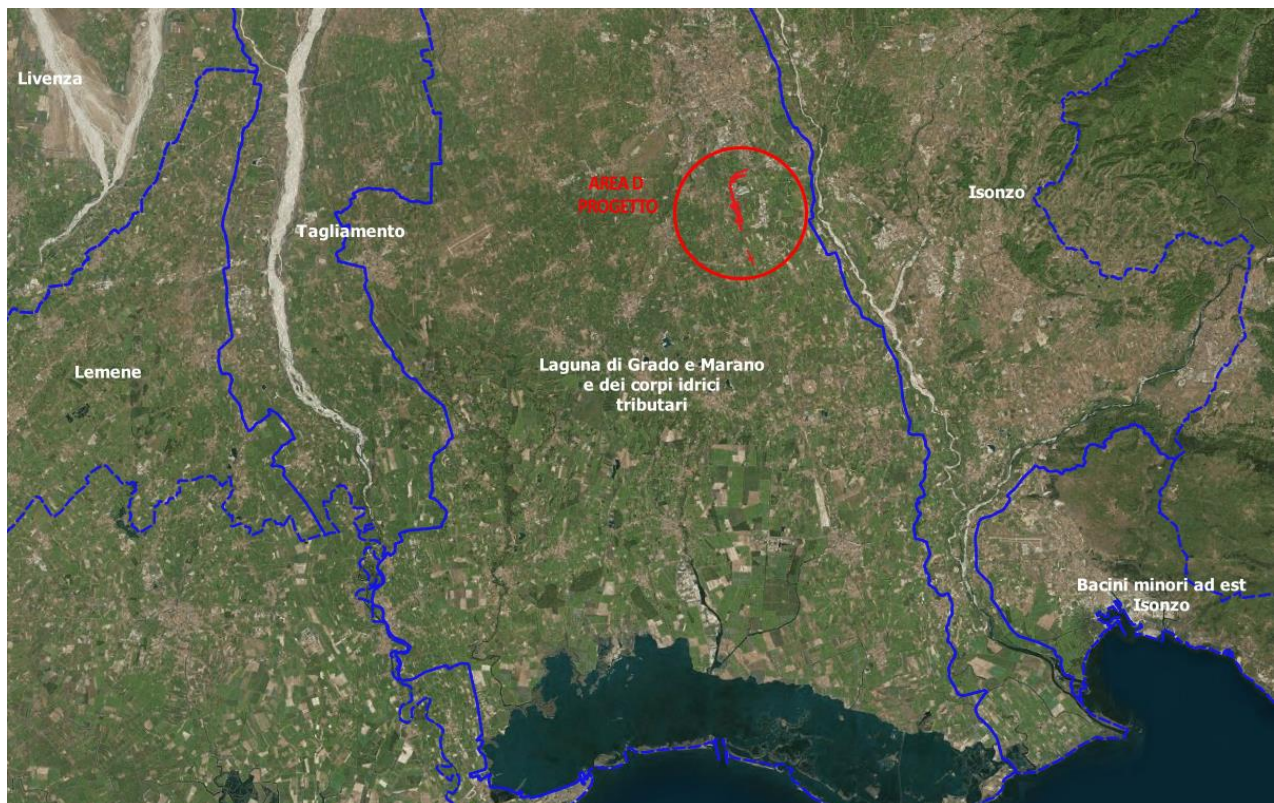 Livenza
AREA D
PROGETTO
Isonzo
Tagliamento
Lemene
Laguna di Grado e Marano
e dei corpi idrici
tributari
Bacini minori ad est
Isonzo